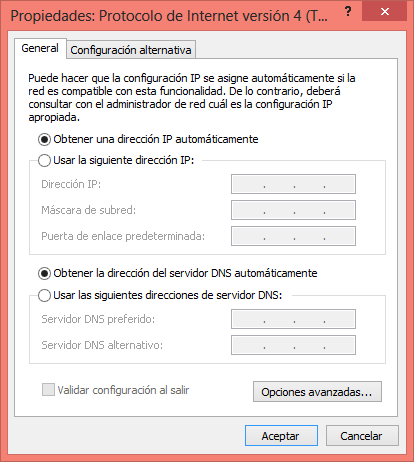 Propiedades: Protocolo de Internet versión 4 (T...
General
Configuración alternativa
Puede hacer que la configuración IP se asigne automáticamente si la
red es compatible con esta funcionalidad. De lo contrario, deberá
consultar con el administrador de red cuál es la configuración IP
apropiada.
Obtener una dirección IP automáticamente
Usar la siguiente dirección IP:
Dirección IP:
Máscara de subred:
Puerta de enlace predeterminada:
Obtener la dirección del servidor DNS automáticamente
Usar las siguientes direcciones de servidor DNS:
Servidor DNS preferido:
Servidor DNS alternativo:
Validar configuración al salir
Opciones avanzadas...
Aceptar
Cancelar